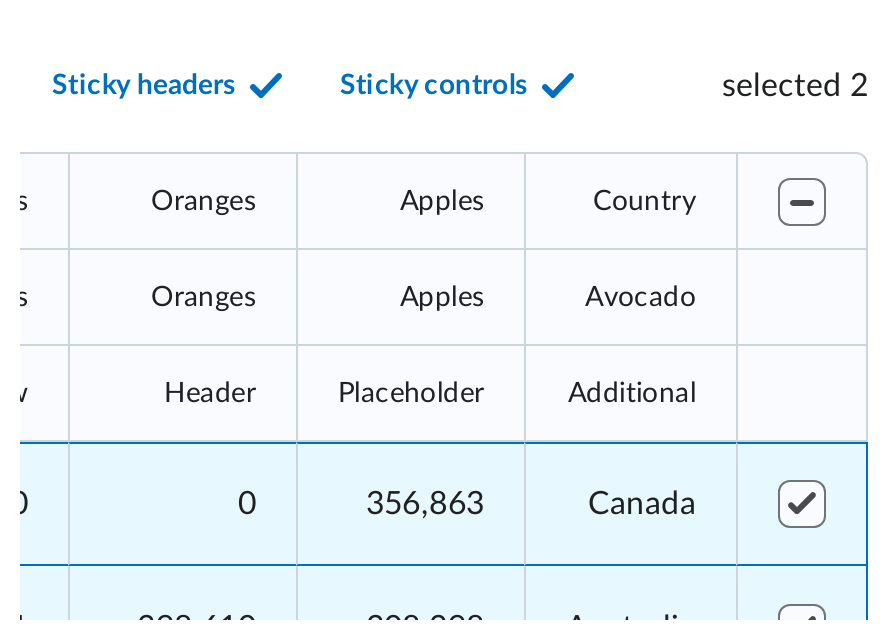 Sticky headers Sticky controls selected 2
Oranges Apples Country
Oranges Apples Avocado
Header Placeholder Additional
0 356,863 Canada